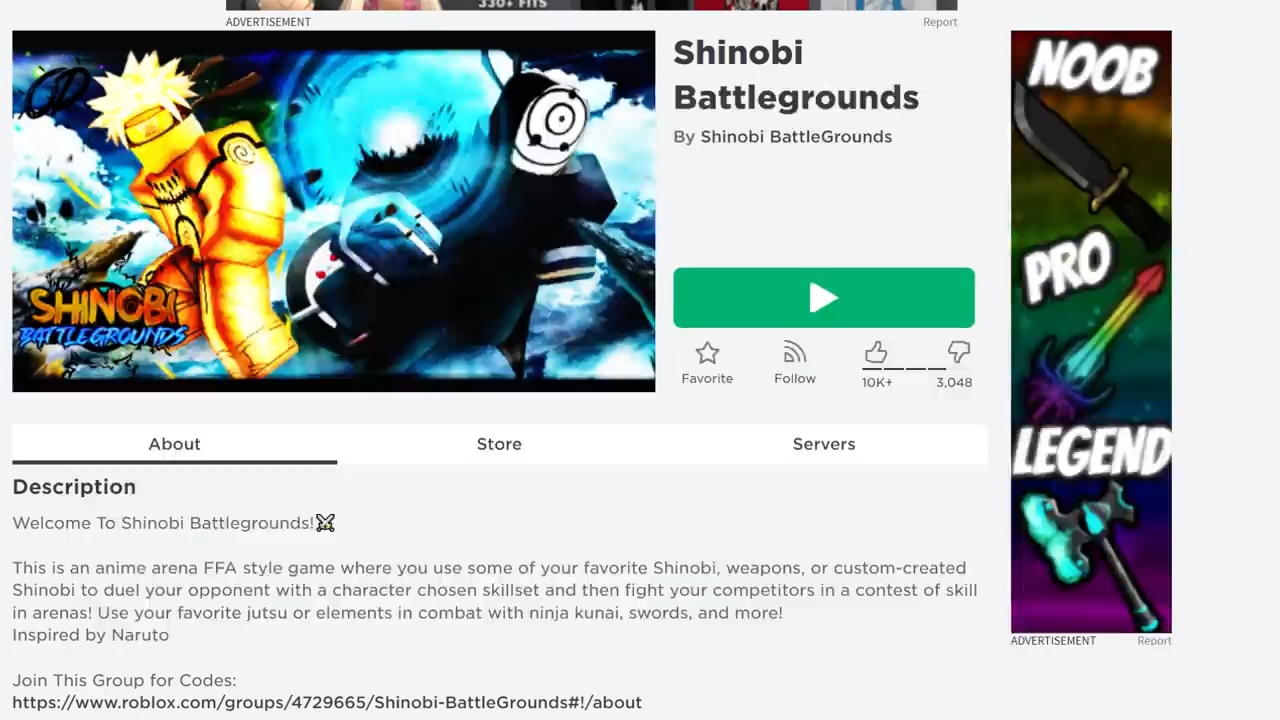 330+ FITS
ADVERTISEMENT
Report
Shinobi
Battlegrounds
By Shinobi BattleGrounds
SHINOBI
BATTLEGROUNDS
Favorite
Follow
10K+
3,048
NOOB
PRO
LEGEND
ADVERTISEMENT
Report
About
Store
Servers
Description
Welcome To Shinobi Battlegrounds!⚔
This is an anime arena FFA style game where you use some of your favorite Shinobi, weapons, or custom-created
Shinobi to duel your opponent with a character chosen skillset and then fight your competitors in a contest of skill
in arenas! Use your favorite jutsu or elements in combat with ninja kunai, swords, and more!
Inspired by Naruto
Join This Group for Codes:
https://www.roblox.com/groups/4729665/Shinobi-BattleGrounds#!/about